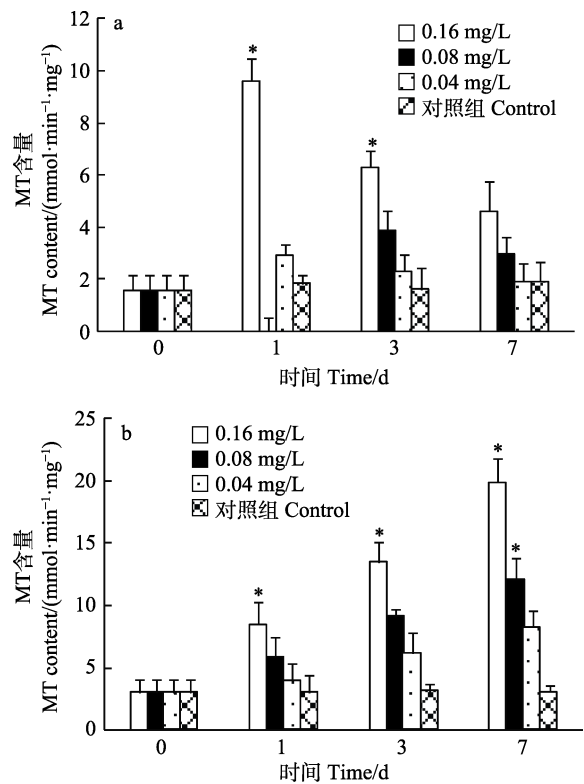 a
0.16 mg/L
0.08 mg/L
0.04 mg/L
对照组 Control
MT含量
MT content/(mmol·min⁻¹·mg⁻¹)
12
10
8
6
4
2
0
*
*
0 1 3 7
时间 Time/d
b
0.16 mg/L
0.08 mg/L
0.04 mg/L
对照组 Control
MT含量
MT content/(mmol·min⁻¹·mg⁻¹)
25
20
15
10
5
0
*
*
*
*
0 1 3 7
时间 Time/d